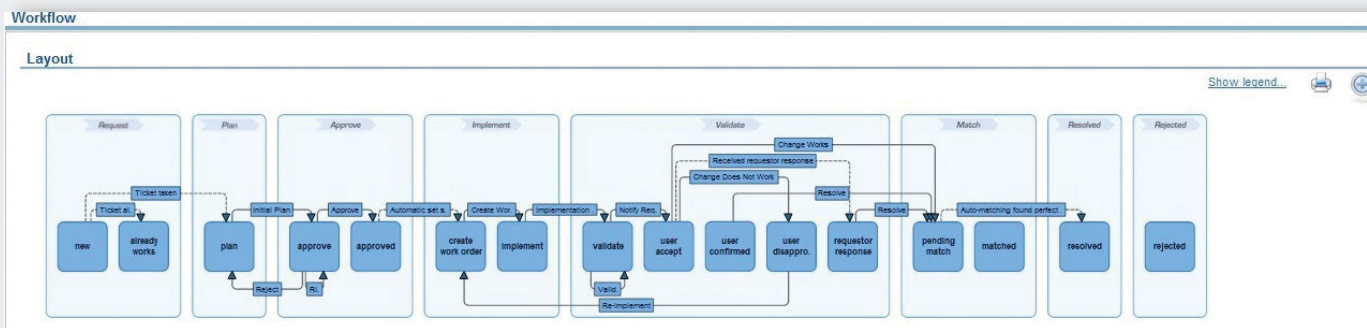 Workflow
Layout
Show legend...
Request
Plan
Approve
Implement
Validate
Match
Resolved
Rejected
Change Works
Received requestor response
Change Does Not Work
Ticket taken
Resolve
Ticket al.
Initial Plan
Approve
Automatic set s.
Create Wor.
Implementation .
Notify Req.
Resolve
Auto-matching found perfect .
new
already
works
plan
approve
approved
create
work order
implement
validate
user
accept
user
confirmed
user
disappro.
requestor
response
pending
match
matched
resolved
rejected
Reject
Ri.
Valid.
Re-Implement